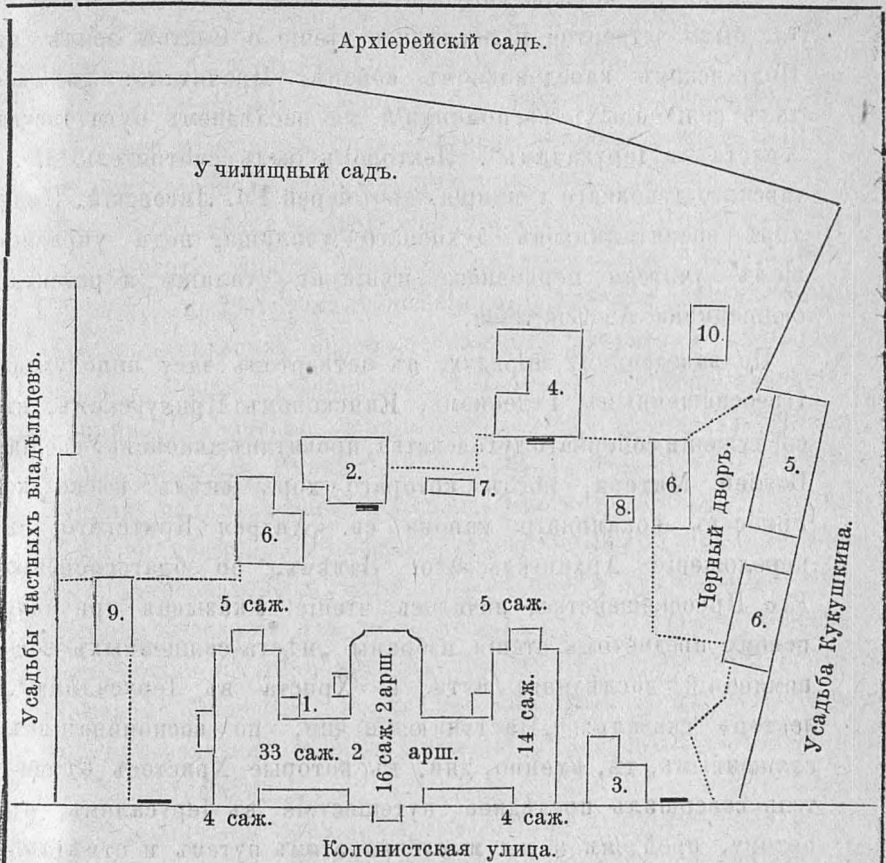 Архіерейскій садъ.
Училищный садъ.
10.
4.
Усадьбы частныхъ владѣльцевъ.
2.
7.
6.
5.
Черный дворъ.
8.
6.
9.
5 саж.
5 саж.
6.
Усадьба Кукушкина.
1.
14 саж.
16 саж. 2 арш.
33 саж. 2 арш.
3.
4 саж.
4 саж.
Колонистская улица.